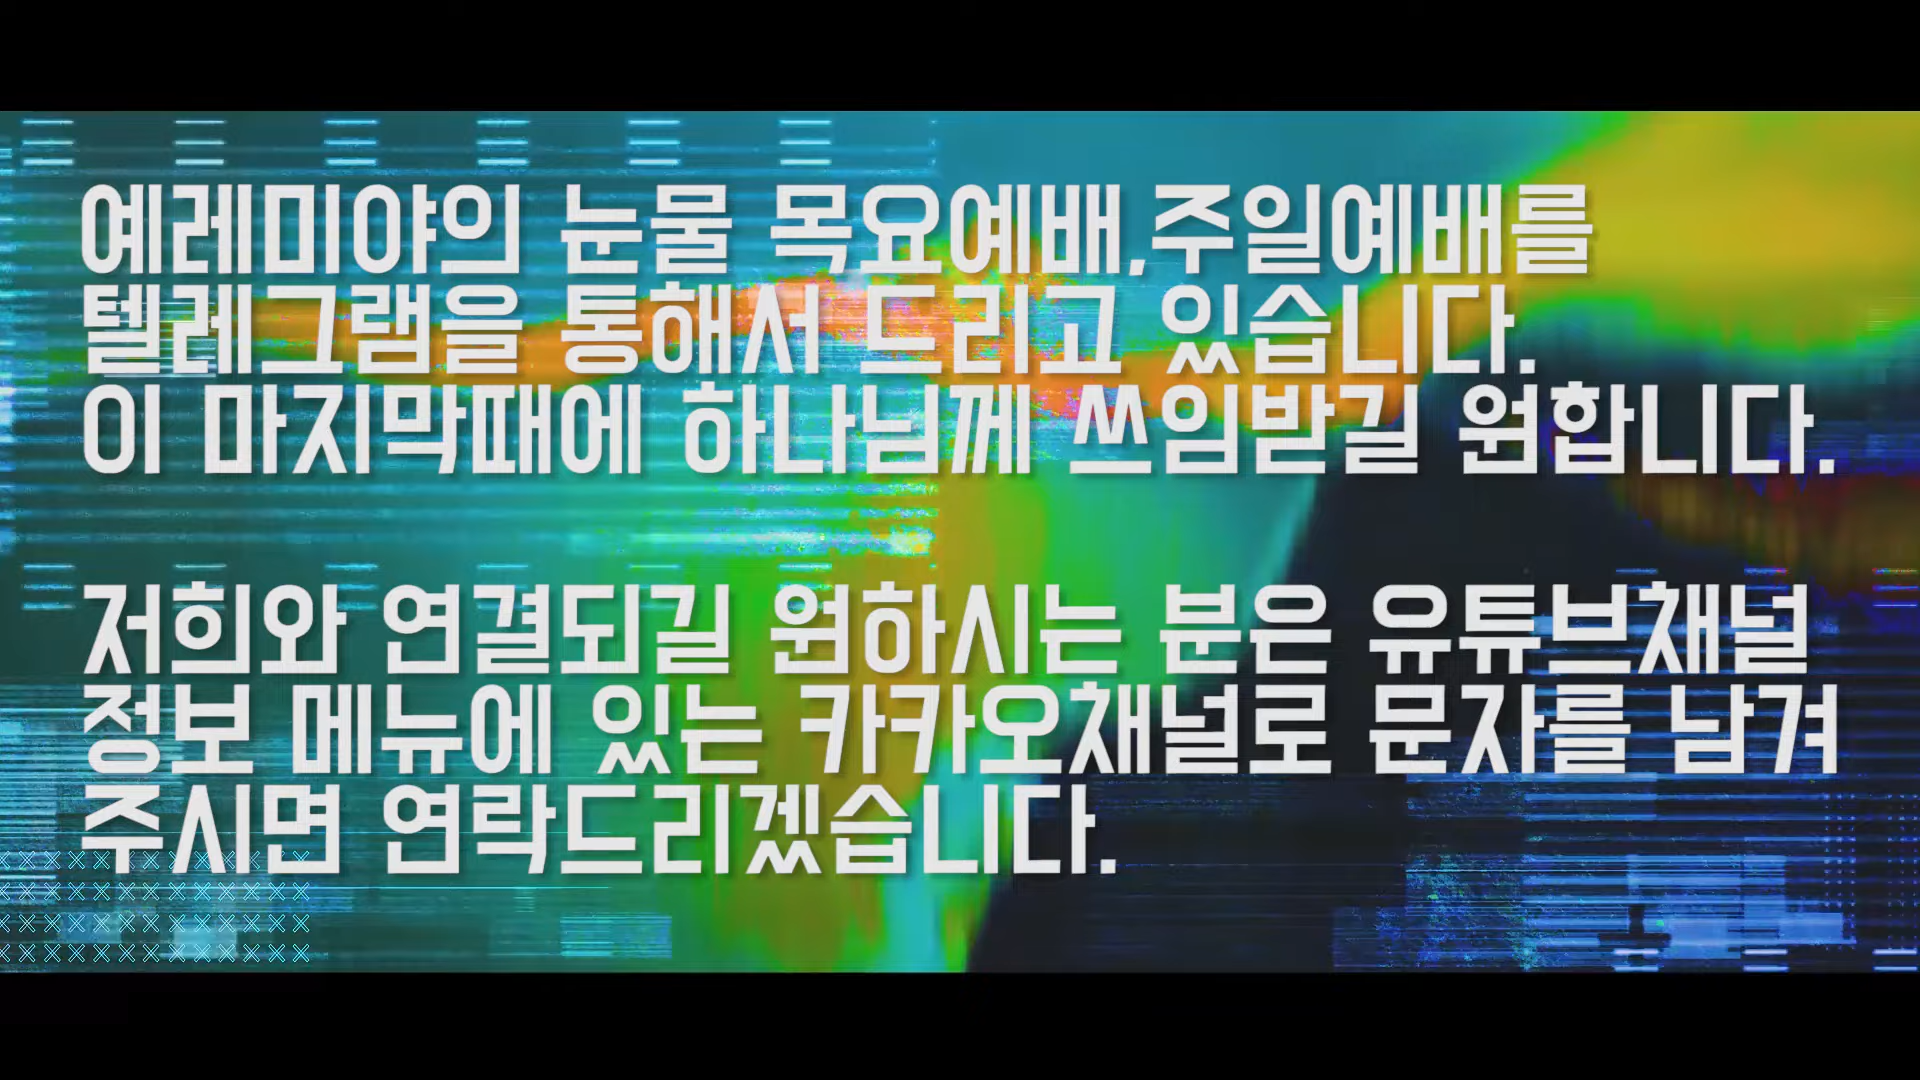 예레미야의 눈물 목요예배,주일예배를
텔레그램을 통해서 드리고 있습니다.
이 마지막때에 하나님께 쓰임받길 원합니다.
저희와 연결되길 원하시는 분은 유튜브채널
정보 메뉴에 있는 카카오채널로 문자를 남겨
주시면 연락드리겠습니다.